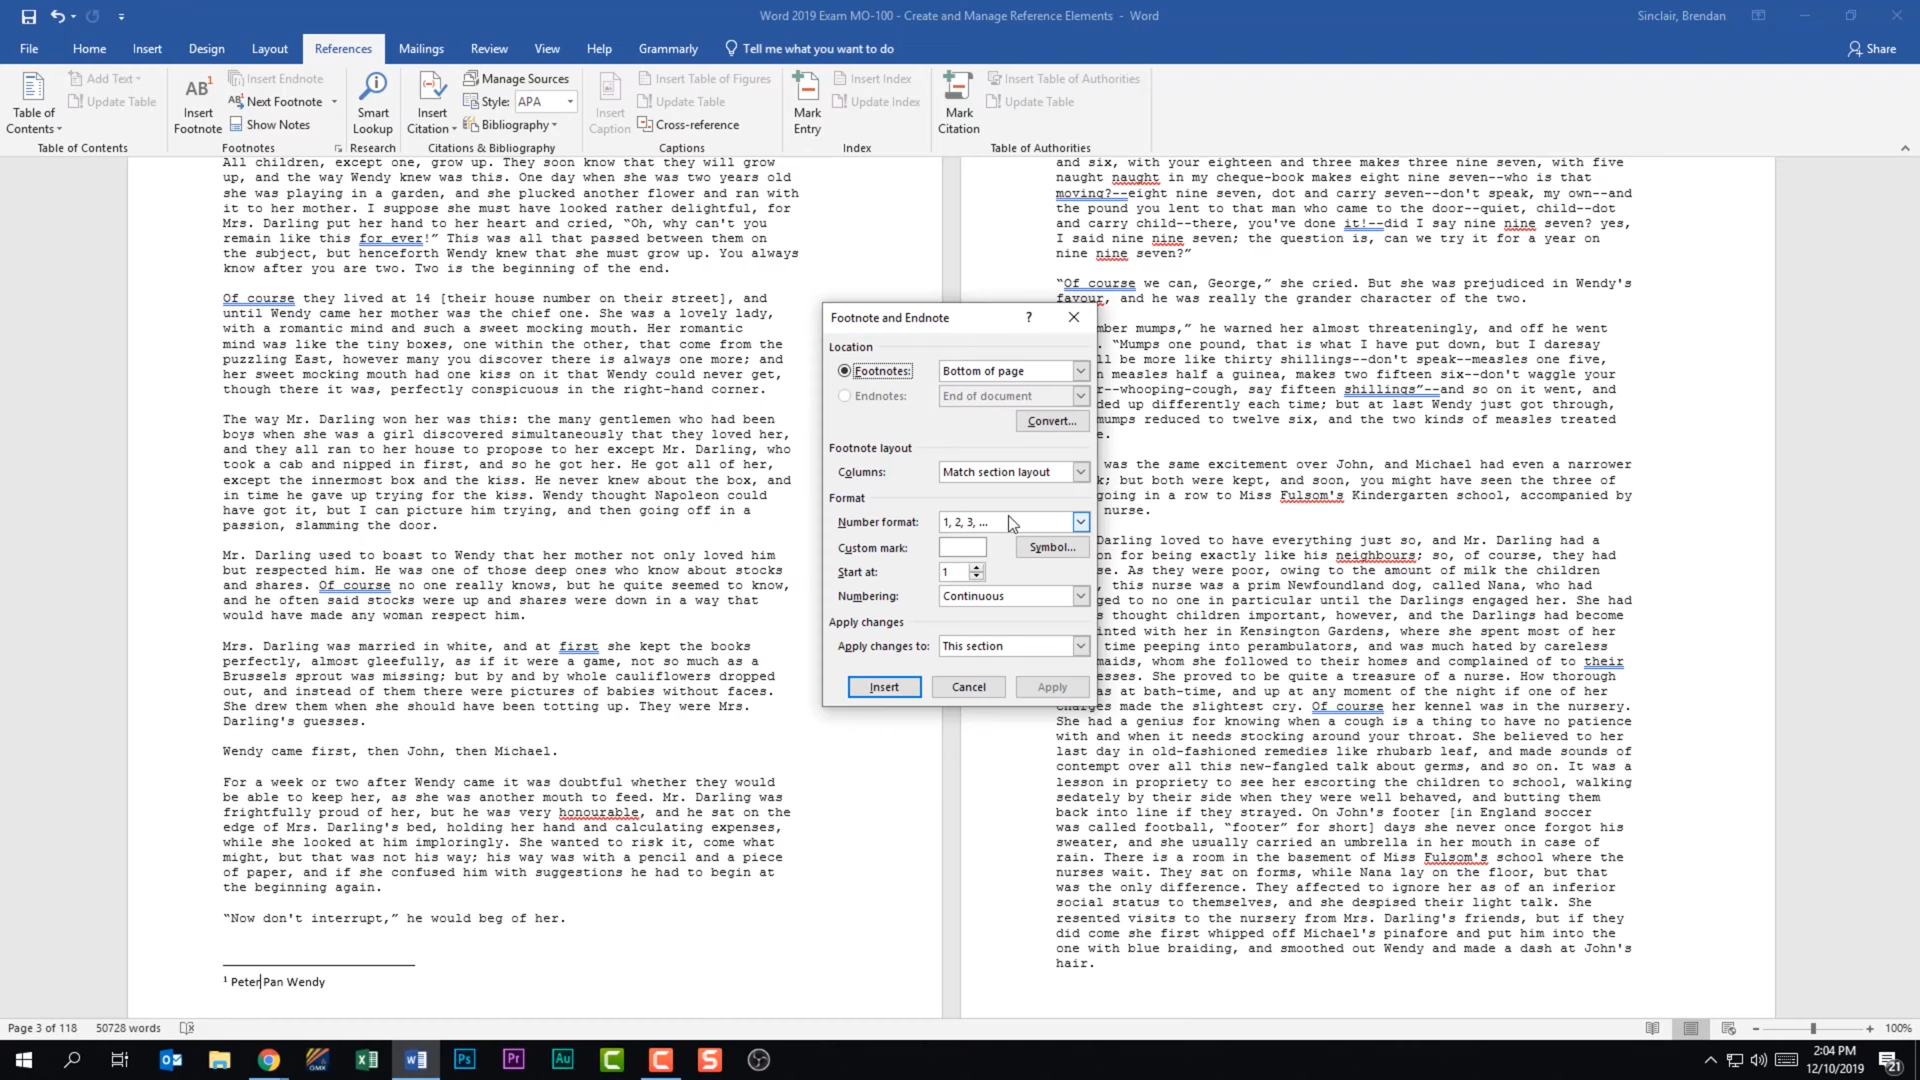 Word 2019 Exam MO-100 - Create and Manage Reference Elements - Word
Sinclair, Brendan
File
Home
Insert
Design
Layout
References
Mailings
Review
View
Help
Grammarly
Tell me what you want to do
Share
Table of Contents
Add Text
Update Table
Table of Contents
AB¹
Insert Footnote
Insert Endnote
Next Footnote
Show Notes
Footnotes
Smart Lookup
Research
Insert Citation
Manage Sources
Style: APA
Bibliography
Citations & Bibliography
Insert Caption
Insert Table of Figures
Update Table
Cross-reference
Captions
Mark Entry
Insert Index
Update Index
Index
Mark Citation
Insert Table of Authorities
Update Table
Table of Authorities
All children, except one, grow up. They soon know that they will grow
up, and the way Wendy knew was this. One day when she was two years old
she was playing in a garden, and she plucked another flower and ran with
it to her mother. I suppose she must have looked rather delightful, for
Mrs. Darling put her hand to her heart and cried, “Oh, why can't you
remain like this for ever!” This was all that passed between them on
the subject, but henceforth Wendy knew that she must grow up. You always
know after you are two. Two is the beginning of the end.
Of course they lived at 14 [their house number on their street], and
until Wendy came her mother was the chief one. She was a lovely lady,
with a romantic mind and such a sweet mocking mouth. Her romantic
mind was like the tiny boxes, one within the other, that come from the
puzzling East, however many you discover there is always one more; and
her sweet mocking mouth had one kiss on it that Wendy could never get,
though there it was, perfectly conspicuous in the right-hand corner.
The way Mr. Darling won her was this: the many gentlemen who had been
boys when she was a girl discovered simultaneously that they loved her,
and they all ran to her house to propose to her except Mr. Darling, who
took a cab and nipped in first, and so he got her. He got all of her,
except the innermost box and the kiss. He never knew about the box, and
in time he gave up trying for the kiss. Wendy thought Napoleon could
have got it, but I can picture him trying, and then going off in a
passion, slamming the door.
Mr. Darling used to boast to Wendy that her mother not only loved him
but respected him. He was one of those deep ones who know about stocks
and shares. Of course no one really knows, but he quite seemed to know,
and he often said stocks were up and shares were down in a way that
would have made any woman respect him.
Mrs. Darling was married in white, and at first she kept the books
perfectly, almost gleefully, as if it were a game, not so much as a
Brussels sprout was missing; but by and by whole cauliflowers dropped
out, and instead of them there were pictures of babies without faces.
She drew them when she should have been totting up. They were Mrs.
Darling's guesses.
Wendy came first, then John, then Michael.
For a week or two after Wendy came it was doubtful whether they would
be able to keep her, as she was another mouth to feed. Mr. Darling was
frightfully proud of her, but he was very honourable, and he sat on the
edge of Mrs. Darling's bed, holding her hand and calculating expenses,
while she looked at him imploringly. She wanted to risk it, come what
might, but that was not his way; his way was with a pencil and a piece
of paper, and if she confused him with suggestions he had to begin at
the beginning again.
“Now don't interrupt,” he would beg of her.
¹ Peter Pan Wendy
and six, with your eighteen and three makes three nine seven, with five
naught naught in my cheque-book makes eight nine seven--who is that
moving?--eight nine seven, dot and carry seven--don't speak, my own--and
the pound you lent to that man who came to the door--quiet, child--dot
and carry child--there, you've done it!--did I say nine nine seven? yes,
I said nine nine seven; the question is, can we try it for a year on
nine nine seven?”
“Of course we can, George,” she cried. But she was prejudiced in Wendy's
favour, and he was really the grander character of the two.
mber mumps,” he warned her almost threateningly, and off he went
. “Mumps one pound, that is what I have put down, but I daresay
ll be more like thirty shillings--don't speak--measles one five,
n measles half a guinea, makes two fifteen six--don't waggle your
r--whooping-cough, say fifteen shillings”--and so on it went, and
ded up differently each time; but at last Wendy just got through,
mumps reduced to twelve six, and the two kinds of measles treated
e.
was the same excitement over John, and Michael had even a narrower
k; but both were kept, and soon, you might have seen the three of
going in a row to Miss Fulsom's Kindergarten school, accompanied by
nurse.
Darling loved to have everything just so, and Mr. Darling had a
on for being exactly like his neighbours; so, of course, they had
se. As they were poor, owing to the amount of milk the children
, this nurse was a prim Newfoundland dog, called Nana, who had
ged to no one in particular until the Darlings engaged her. She had
s thought children important, however, and the Darlings had become
inted with her in Kensington Gardens, where she spent most of her
time peeping into perambulators, and was much hated by careless
maids, whom she followed to their homes and complained of to their
esses. She proved to be quite a treasure of a nurse. How thorough
as at bath-time, and up at any moment of the night if one of her
charges made the slightest cry. Of course her kennel was in the nursery.
She had a genius for knowing when a cough is a thing to have no patience
with and when it needs stocking around your throat. She believed to her
last day in old-fashioned remedies like rhubarb leaf, and made sounds of
contempt over all this new-fangled talk about germs, and so on. It was a
lesson in propriety to see her escorting the children to school, walking
sedately by their side when they were well behaved, and butting them
back into line if they strayed. On John's footer [in England soccer
was called football, “footer” for short] days she never once forgot his
sweater, and she usually carried an umbrella in her mouth in case of
rain. There is a room in the basement of Miss Fulsom's school where the
nurses wait. They sat on forms, while Nana lay on the floor, but that
was the only difference. They affected to ignore her as of an inferior
social status to themselves, and she despised their light talk. She
resented visits to the nursery from Mrs. Darling's friends, but if they
did come she first whipped off Michael's pinafore and put him into the
one with blue braiding, and smoothed out Wendy and made a dash at John's
hair.
Footnote and Endnote
?
Location
Footnotes: Bottom of page
Endnotes: End of document
Convert...
Footnote layout
Columns: Match section layout
Format
Number format: 1, 2, 3, ...
Custom mark: Symbol...
Start at: 1
Numbering: Continuous
Apply changes
Apply changes to: This section
Insert
Cancel
Apply
Page 3 of 118
50728 words
100%
2:04 PM
12/10/2019
21
Ps
Pr
Au
GMX